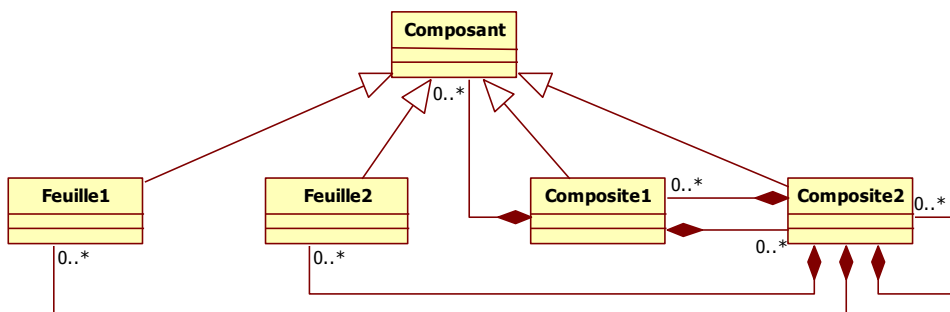 Composant
0..*
Feuille1
Feuille2
Composite1
0..*
Composite2
0..*
0..*
0..*
0..*